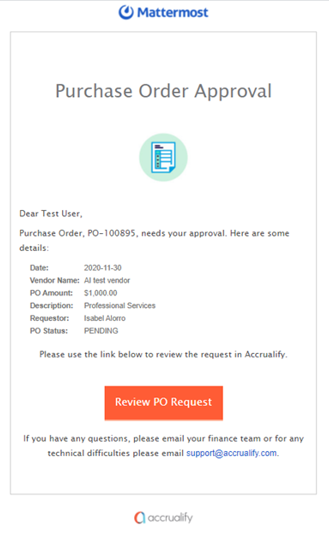 Mattermost
Purchase Order Approval
Dear Test User,
Purchase Order, PO-100895, needs your approval. Here are some
details:
Date: 2020-11-30
Vendor Name: AI test vendor
PO Amount: $1,000.00
Description: Professional Services
Requestor: Isabel Alorro
PO Status: PENDING
Please use the link below to review the request in Accrualify.
Review PO Request
If you have any questions, please email your finance team or for any
technical difficulties please email support@accrualify.com.
accrualify